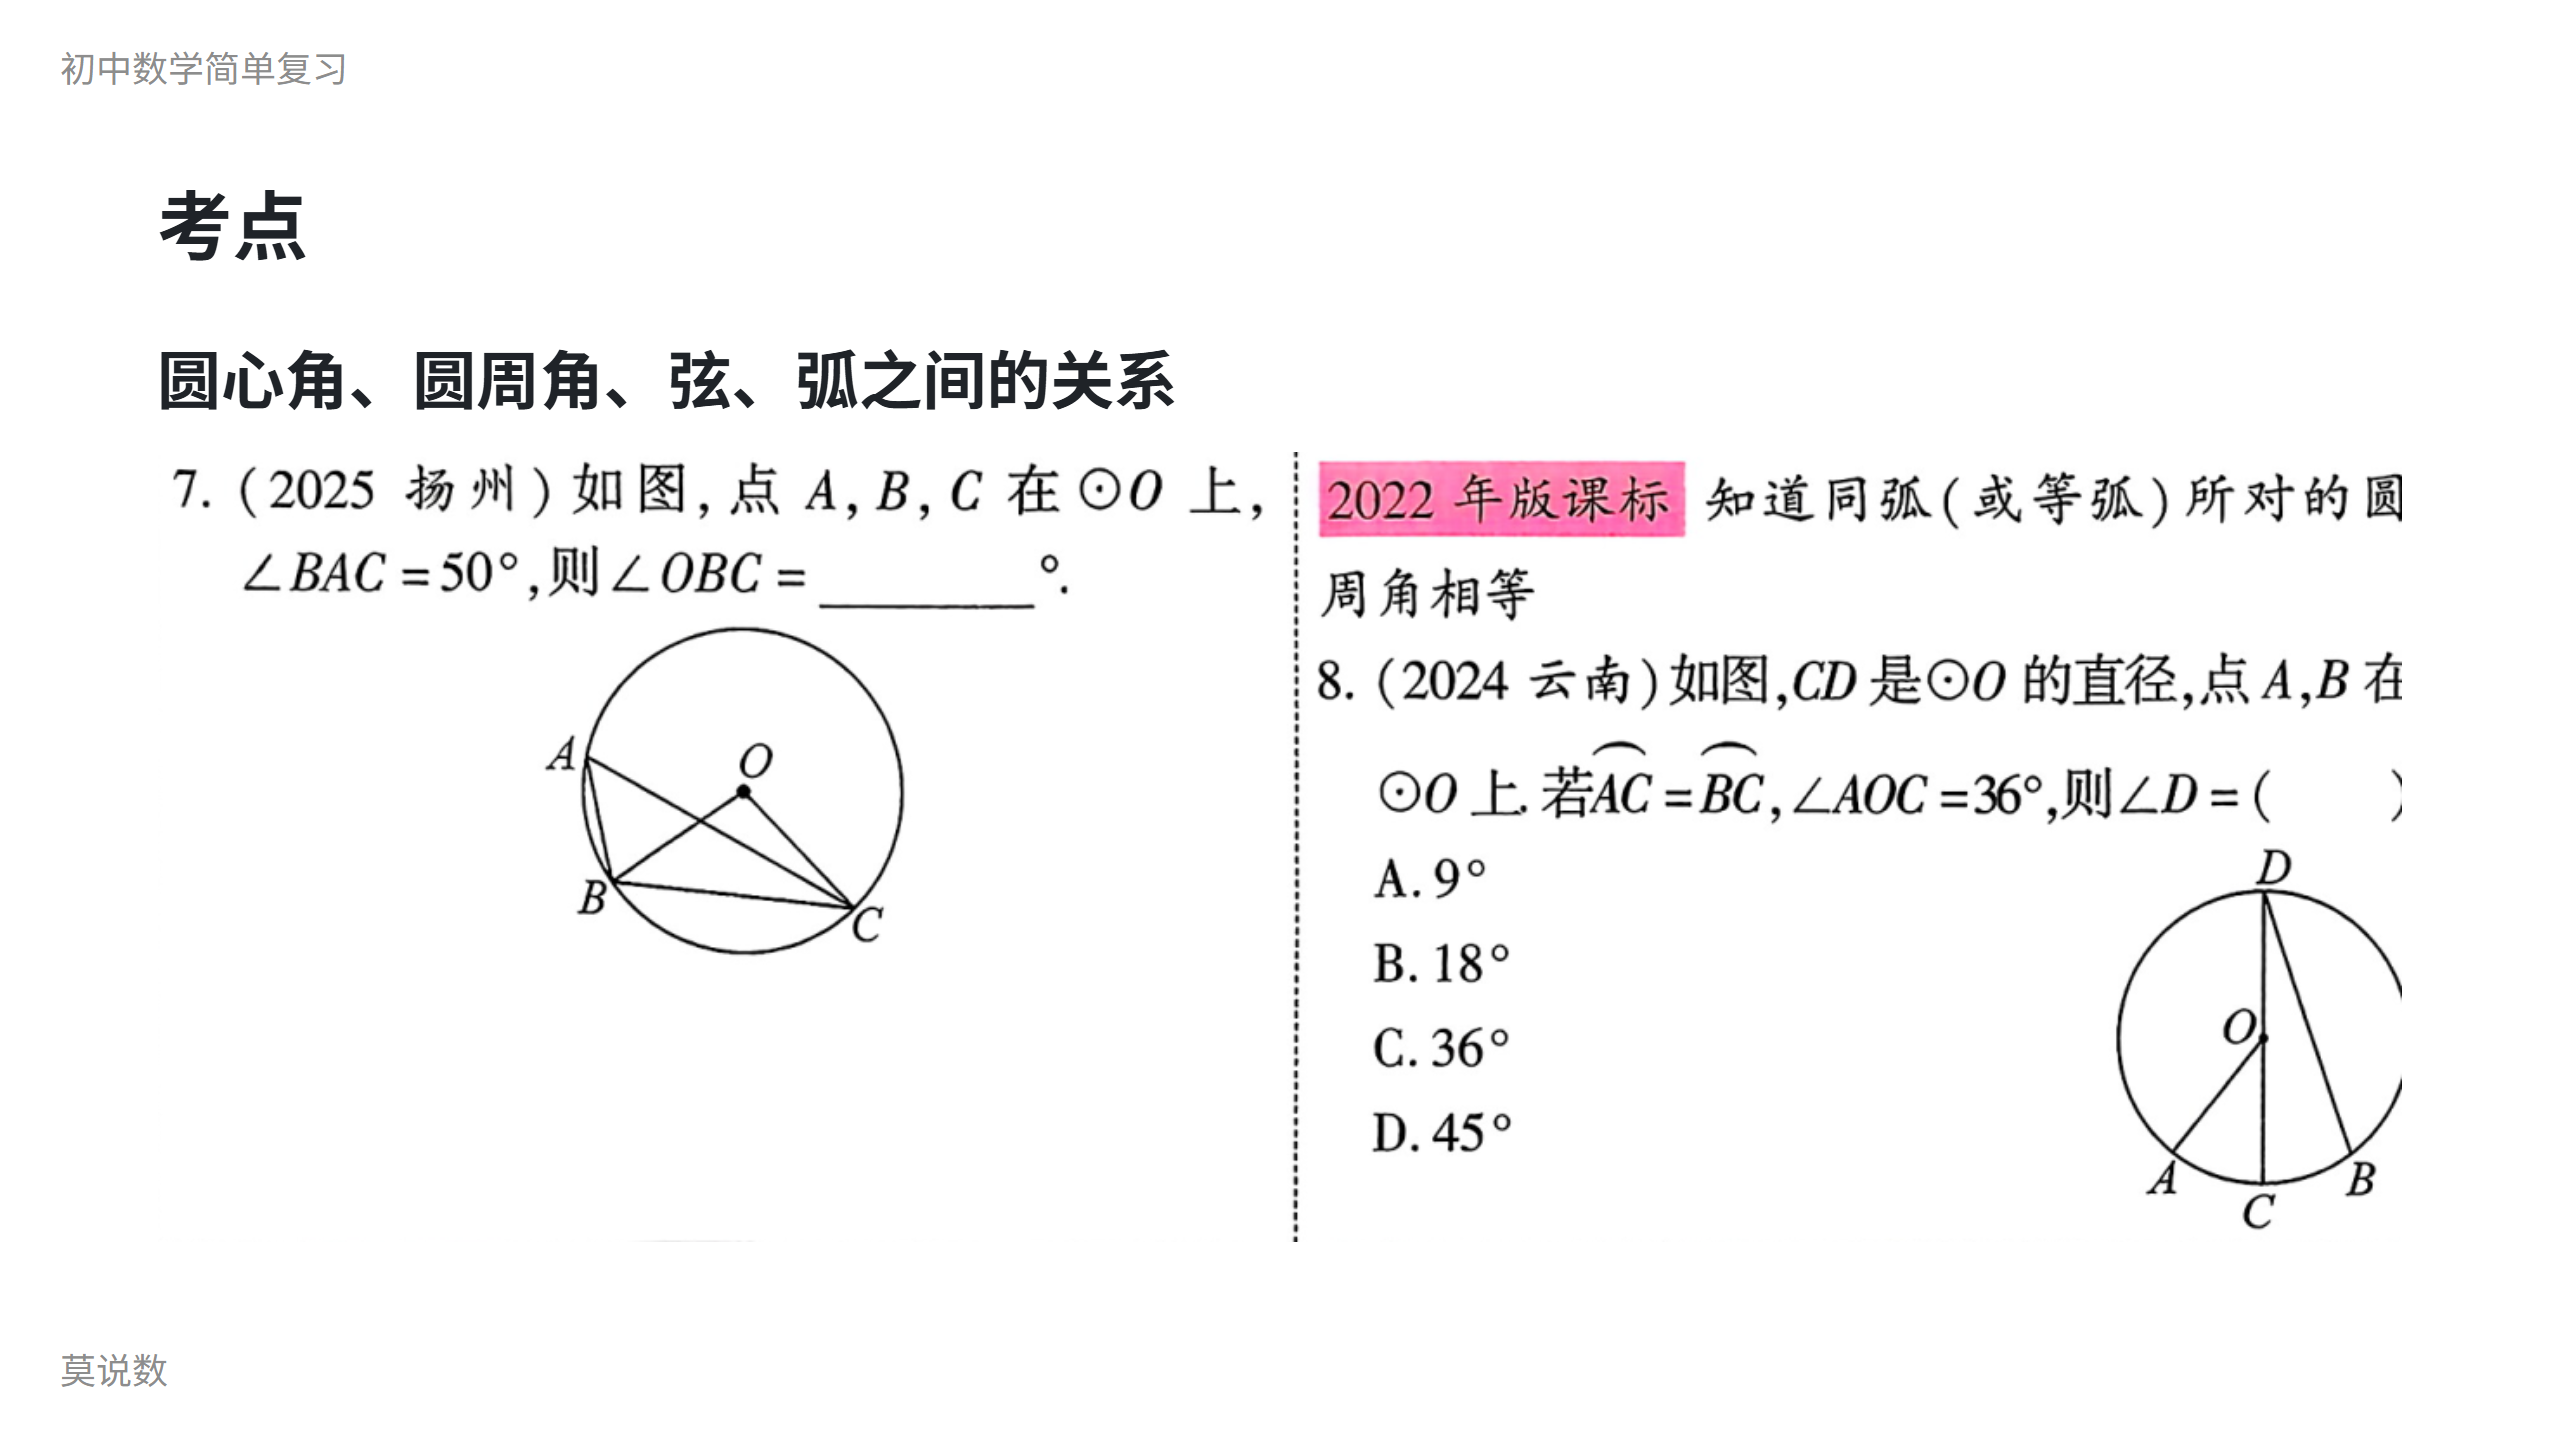 初中数学简单复习
考点
圆心角、圆周角、弦、弧之间的关系
7. (2025 扬州)如图,点 A,B,C 在⊙O 上,
∠BAC=50°,则∠OBC=________°.
A
O
B
C
2022 年版课标 知道同弧(或等弧)所对的圆
周角相等
8. (2024 云南)如图,CD 是⊙O 的直径,点 A,B 在
⊙O 上. 若⌒AC=⌒BC,∠AOC=36°,则∠D=(  )
A. 9°
B. 18°
C. 36°
D. 45°
D
O
A
B
C
莫说数